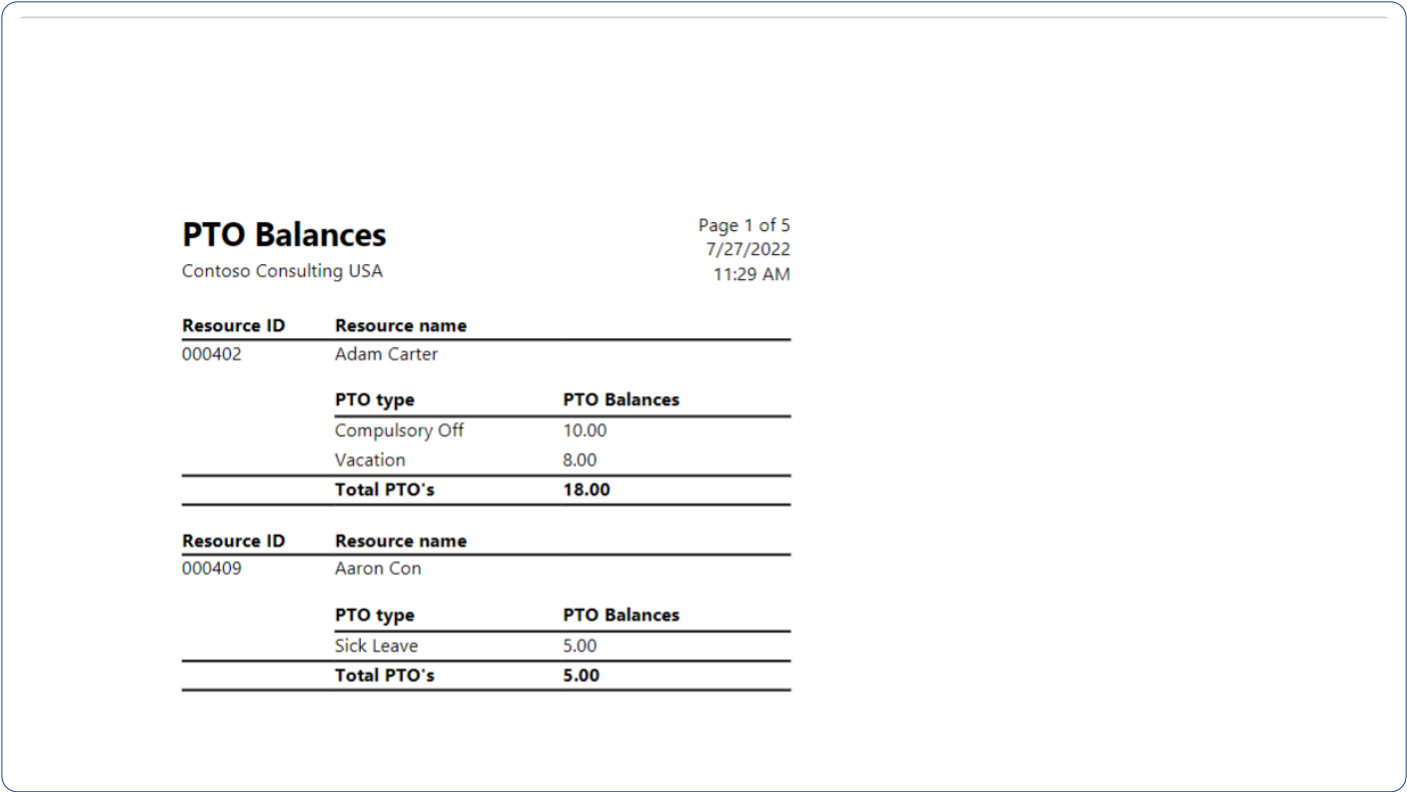 PTO Balances
Contoso Consulting USA
Page 1 of 5
7/27/2022
11:29 AM
Resource ID Resource name
000402 Adam Carter
PTO type PTO Balances
Compulsory Off 10.00
Vacation 8.00
Total PTO's 18.00
Resource ID Resource name
000409 Aaron Con
PTO type PTO Balances
Sick Leave 5.00
Total PTO's 5.00